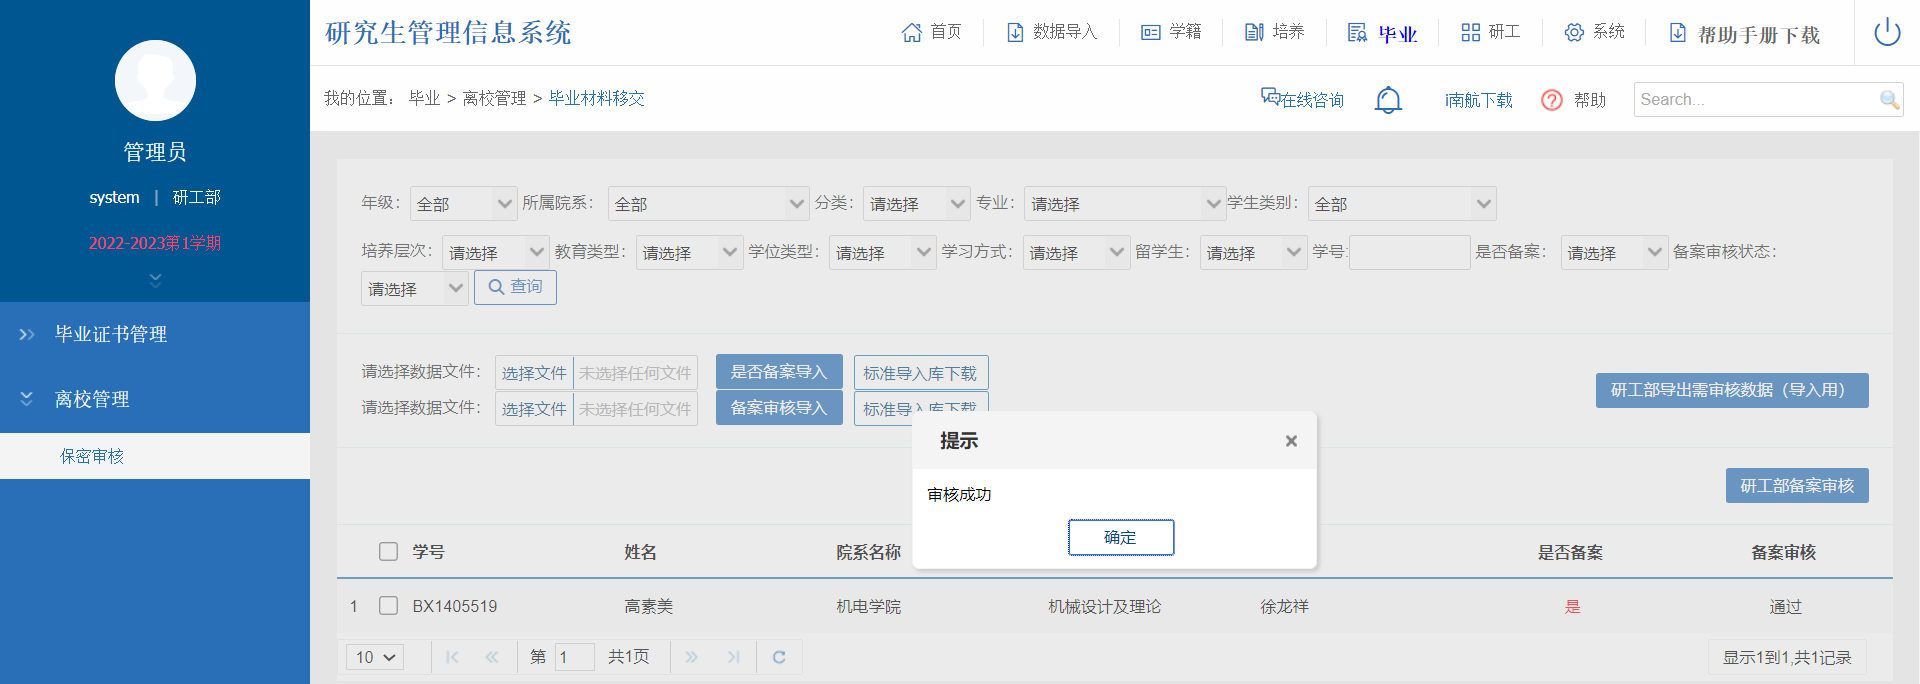 研究生管理信息系统
首页 数据导入 学籍 培养 毕业 研工 系统 帮助手册下载
管理员
system | 研工部
2022-2023第1学期
毕业证书管理
离校管理
保密审核
我的位置： 毕业 > 离校管理 > 毕业材料移交
在线咨询 i南航下载 帮助 Search...
年级： 全部 所属院系： 全部 分类： 请选择 专业： 请选择 学生类别： 全部
培养层次： 请选择 教育类型： 请选择 学位类型： 请选择 学习方式： 请选择 留学生： 请选择 学号: 是否备案： 请选择 备案审核状态：
请选择 查询
请选择数据文件： 选择文件 未选择任何文件 是否备案导入 标准导入库下载
请选择数据文件： 选择文件 未选择任何文件 备案审核导入 标准导入库下载
研工部导出需审核数据（导入用）
提示
审核成功
确定
研工部备案审核
学号 姓名 院系名称 是否备案 备案审核
1 BX1405519 高素美 机电学院 机械设计及理论 徐龙祥 是 通过
10 第 1 共1页 显示1到1,共1记录